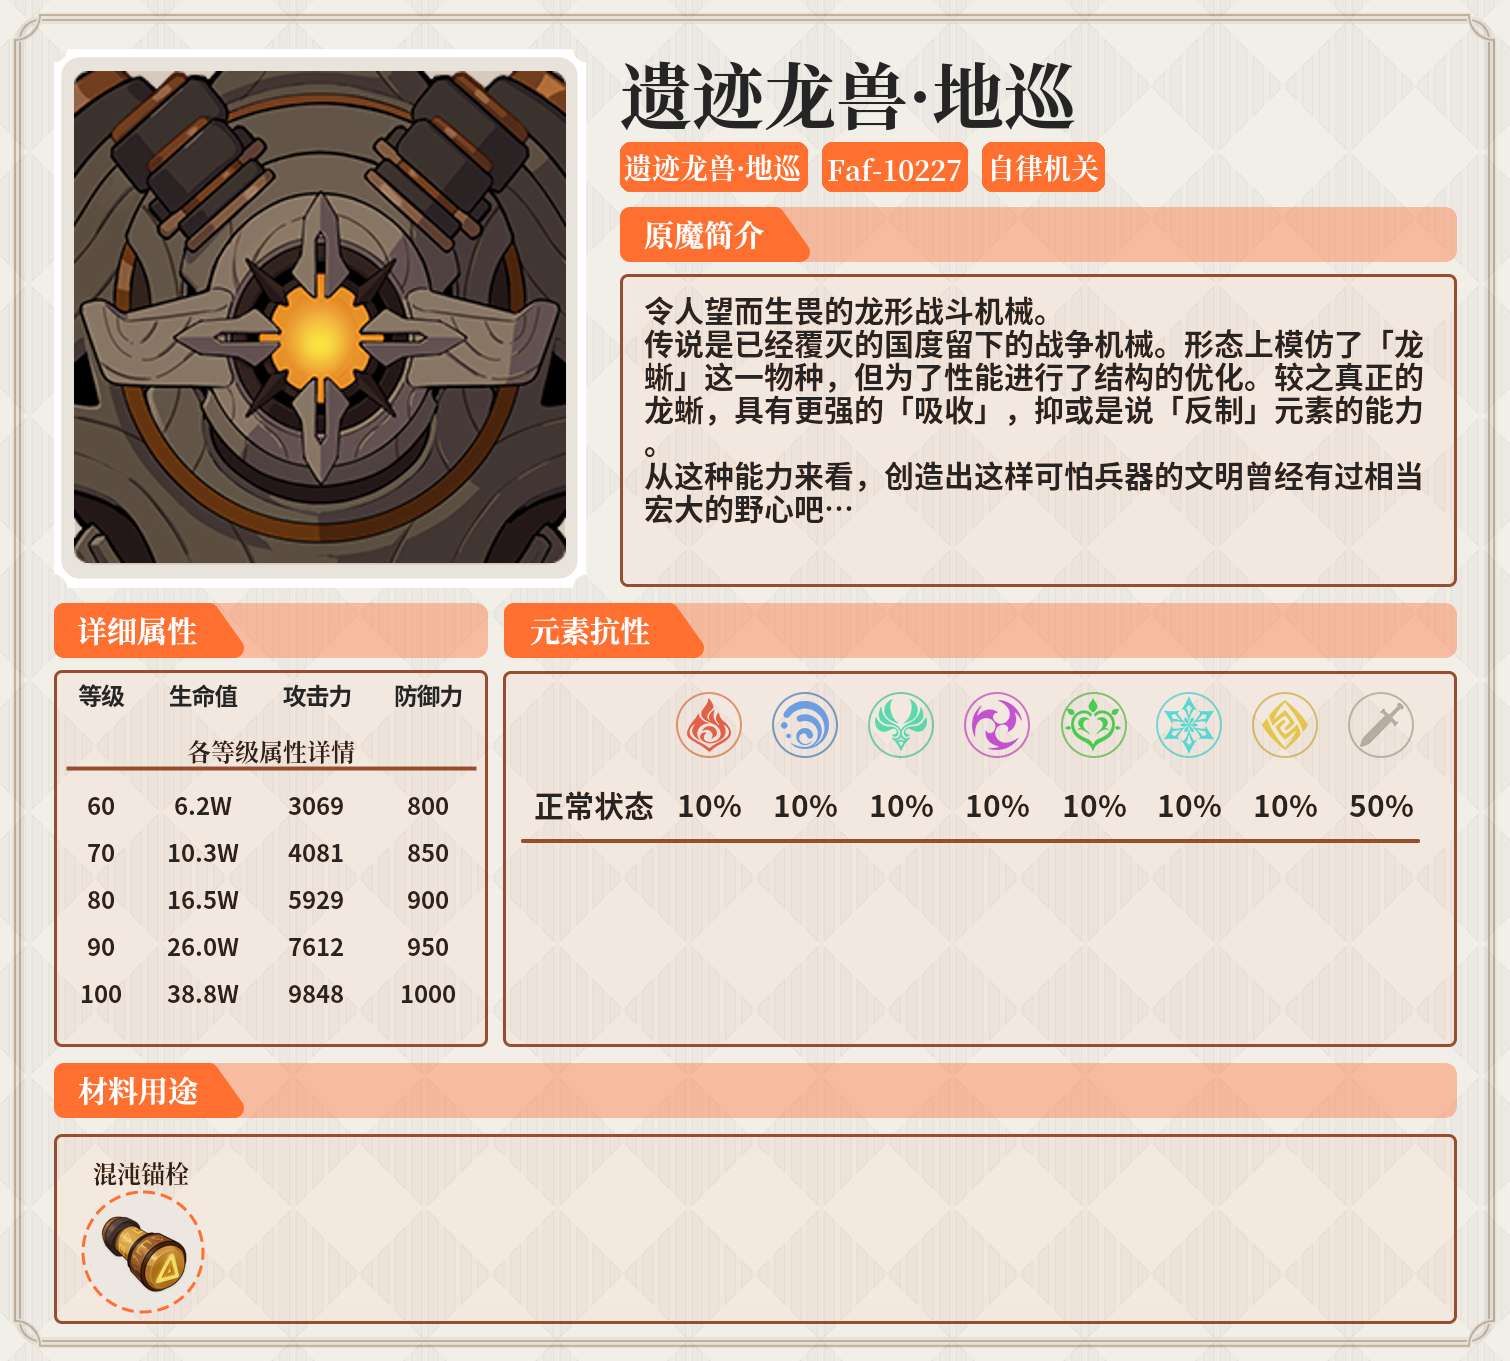 遗迹龙兽·地巡
遗迹龙兽·地巡 Faf-10227 自律机关
原魔简介
令人望而生畏的龙形战斗机械。
传说是已经覆灭的国度留下的战争机械。形态上模仿了「龙
蜥」这一物种，但为了性能进行了结构的优化。较之真正的
龙蜥，具有更强的「吸收」，抑或是说「反制」元素的能力
。
从这种能力来看，创造出这样可怕兵器的文明曾经有过相当
宏大的野心吧…
详细属性
等级 生命值 攻击力 防御力
各等级属性详情
60 6.2W 3069 800
70 10.3W 4081 850
80 16.5W 5929 900
90 26.0W 7612 950
100 38.8W 9848 1000
元素抗性
正常状态 10% 10% 10% 10% 10% 10% 10% 50%
材料用途
混沌锚栓